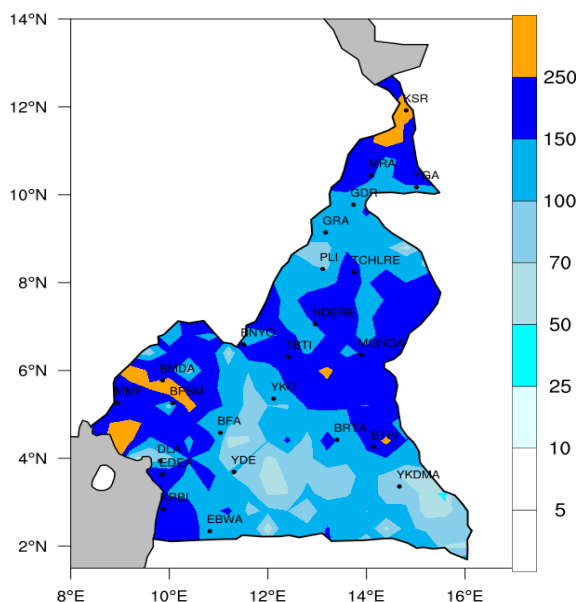 14°N
12°N
10°N
8°N
6°N
4°N
2°N
8°E 10°E 12°E 14°E 16°E
KSR
MRA
YGA
GDR
GRA
PLI
TCHLRE
NDERE
BNYO
TBTI
MGNGA
BMDA
MMF
BFSM
YKO
BFA
BRTA
DLA
EDEA
YDE
YKDMA
KRBI
EBWA
250
150
100
70
50
25
10
5